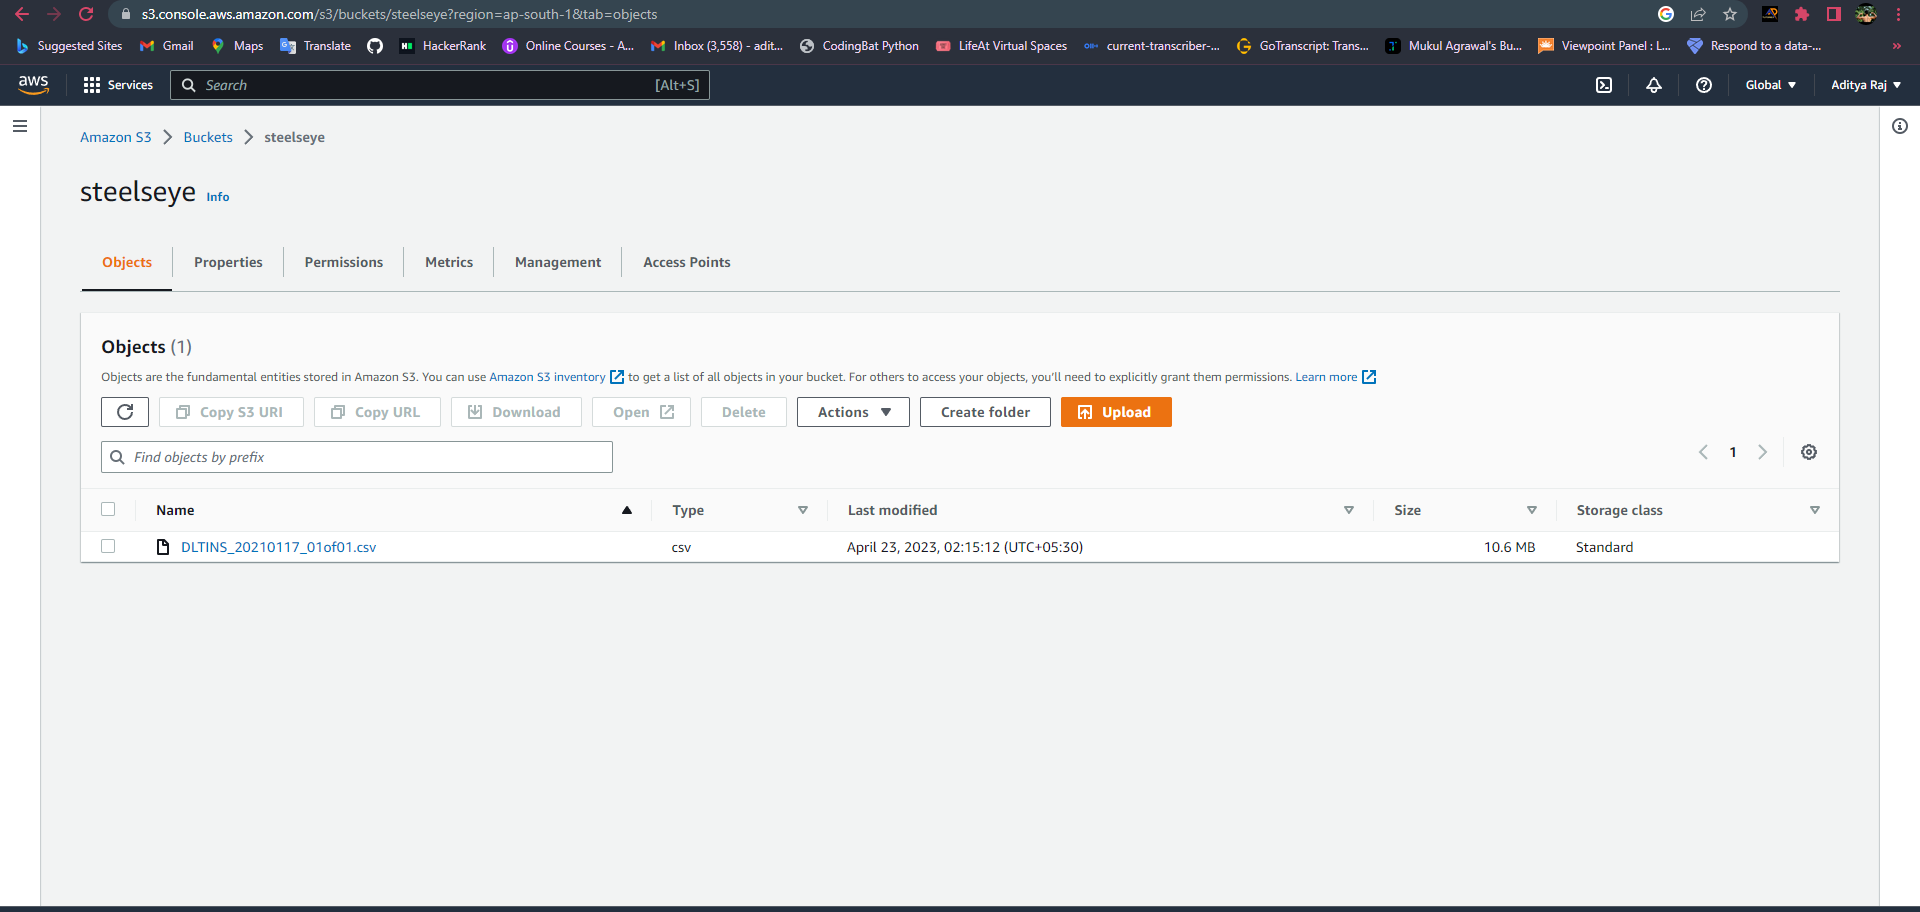 s3.console.aws.amazon.com/s3/buckets/steelseye?region=ap-south-1&tab=objects
Suggested Sites Gmail Maps Translate HackerRank Online Courses - A... Inbox (3,558) - adit... CodingBat Python LifeAt Virtual Spaces current-transcriber-... GoTranscript: Trans... Mukul Agrawal's Bu... Viewpoint Panel : L... Respond to a data-... »
aws Services Search [Alt+S] Global Aditya Raj
Amazon S3 Buckets steelseye
steelseye Info
Objects Properties Permissions Metrics Management Access Points
Objects (1)
Objects are the fundamental entities stored in Amazon S3. You can use Amazon S3 inventory to get a list of all objects in your bucket. For others to access your objects, you'll need to explicitly grant them permissions. Learn more
Copy S3 URI Copy URL Download Open Delete Actions Create folder Upload
Find objects by prefix 1
Name Type Last modified Size Storage class
DLTINS_20210117_01of01.csv csv April 23, 2023, 02:15:12 (UTC+05:30) 10.6 MB Standard